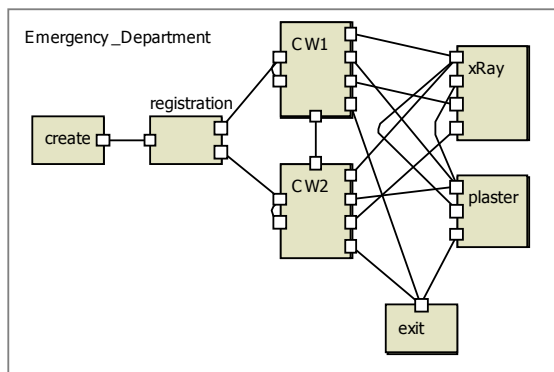 Emergency_Department
CW1
xRay
registration
create
CW2
plaster
exit